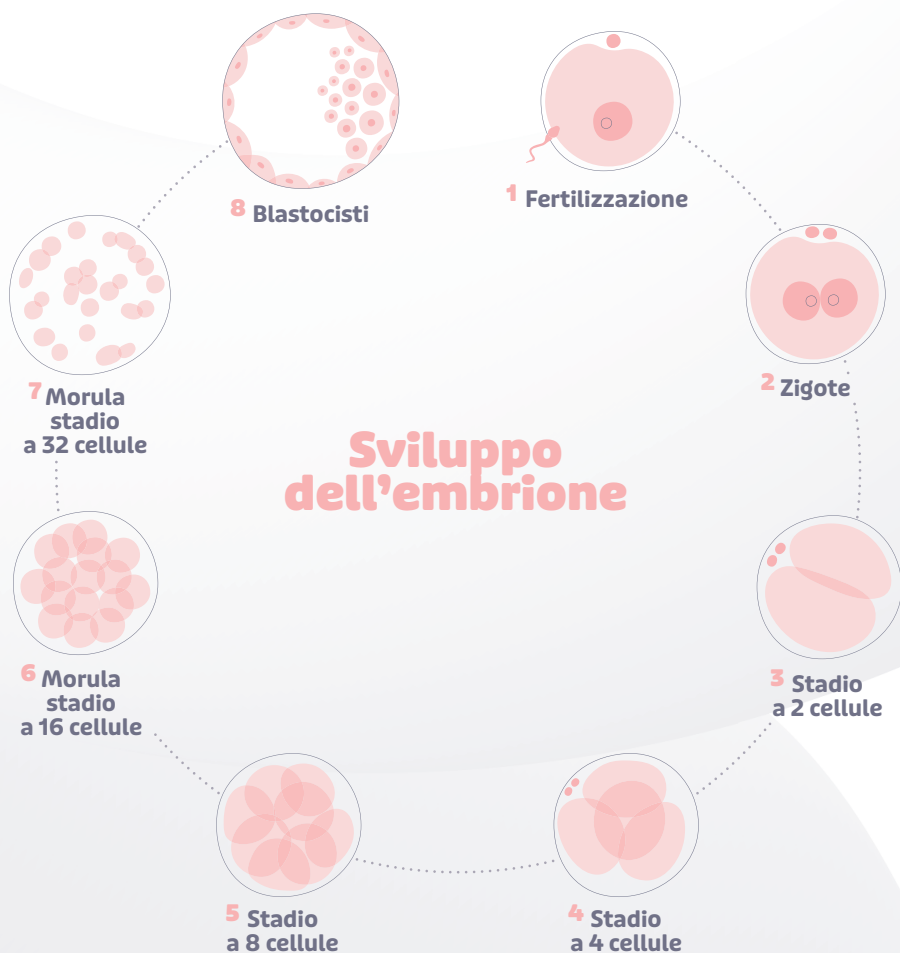 Sviluppo
dell’embrione
1 Fertilizzazione
2 Zigote
3 Stadio
a 2 cellule
4 Stadio
a 4 cellule
5 Stadio
a 8 cellule
6 Morula
stadio
a 16 cellule
7 Morula
stadio
a 32 cellule
8 Blastocisti